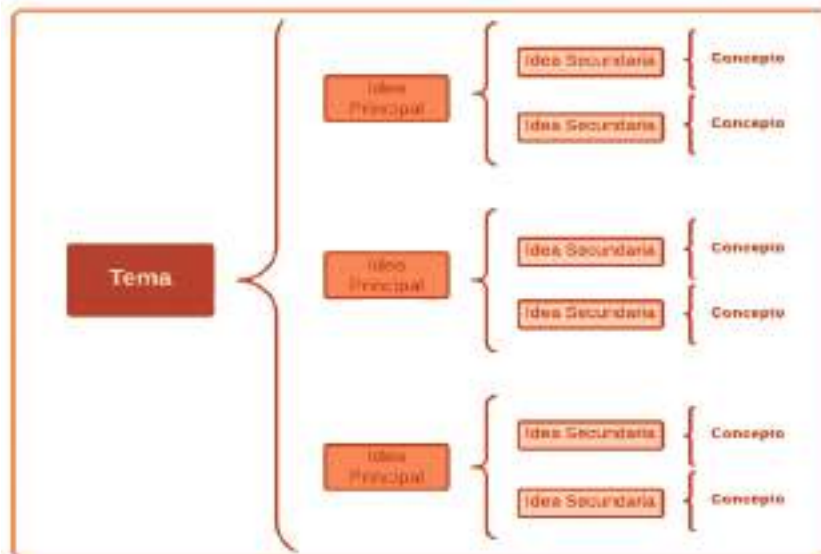 Tema
Idea
Principal
Idea Secundaria
Concepto
Idea Secundaria
Concepto
Idea
Principal
Idea Secundaria
Concepto
Idea Secundaria
Concepto
Idea
Principal
Idea Secundaria
Concepto
Idea Secundaria
Concepto